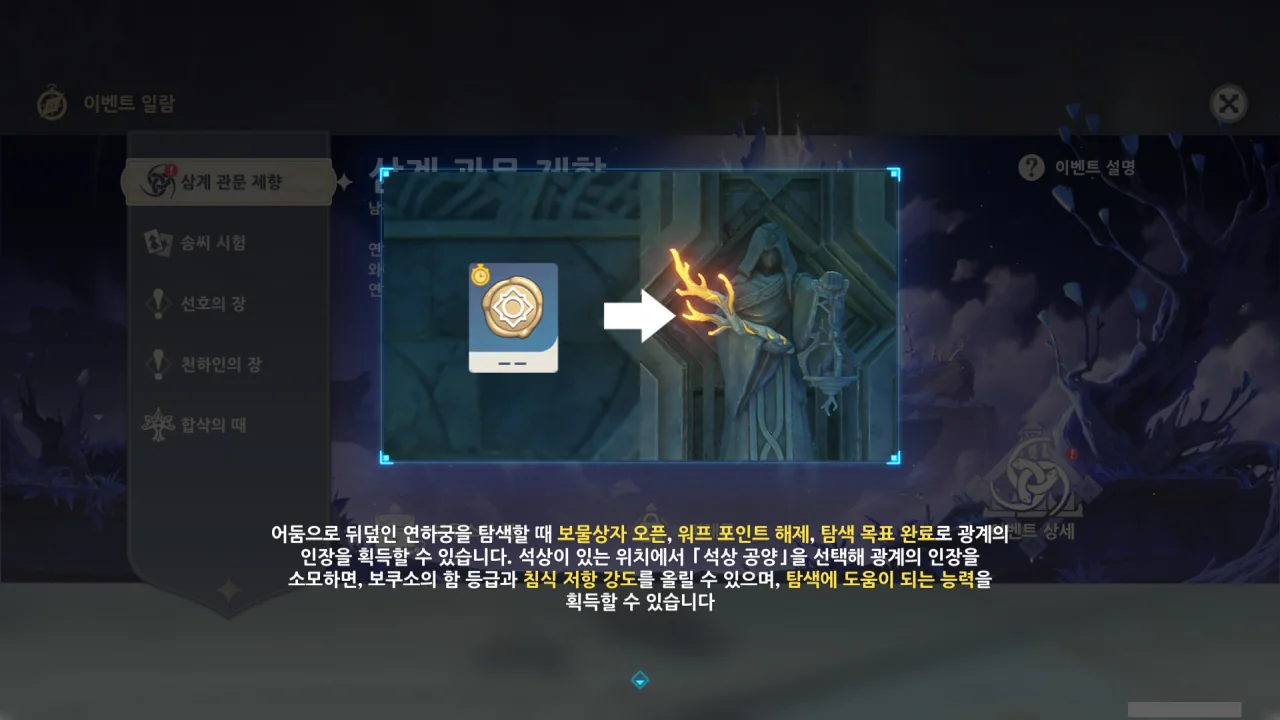 이벤트 일람
삼계 관문 제향
솜씨 시험
선호의 장
천하인의 장
합삭의 때
삼계 관문 제향
이벤트 설명
어둠으로 뒤덮인 연하궁을 탐색할 때 보물상자 오픈, 워프 포인트 해제, 탐색 목표 완료로 광계의
인장을 획득할 수 있습니다. 석상이 있는 위치에서 「석상 공양」을 선택해 광계의 인장을
소모하면, 보쿠소의 함 등급과 침식 저항 강도를 올릴 수 있으며, 탐색에 도움이 되는 능력을
획득할 수 있습니다